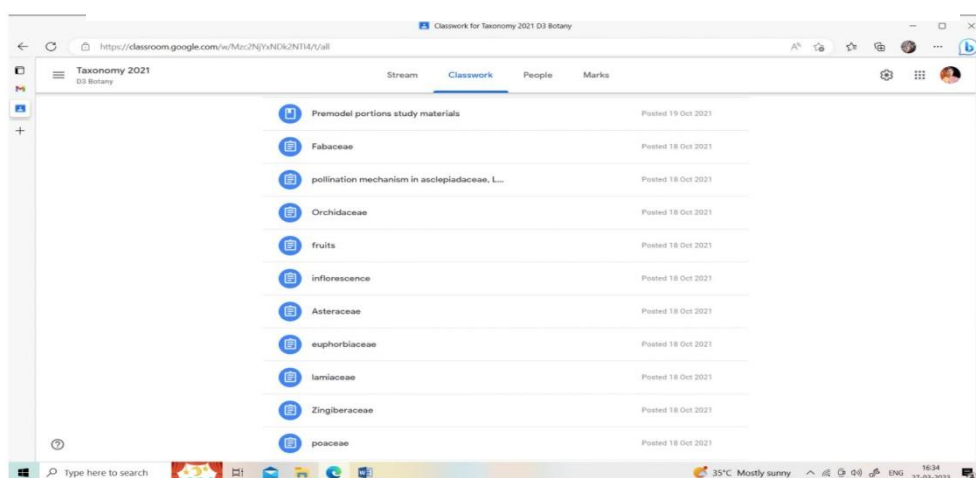 Classwork for Taxonomy 2021 D3 Botany
https://classroom.google.com/w/Mzc2NjYxNDk2NTI4/t/all
Taxonomy 2021
D3 Botany
Stream Classwork People Marks
Premodel portions study materials Posted 19 Oct 2021
Fabaceae Posted 18 Oct 2021
pollination mechanism in asclepiadaceae, L... Posted 18 Oct 2021
Orchidaceae Posted 18 Oct 2021
fruits Posted 18 Oct 2021
inflorescence Posted 18 Oct 2021
Asteraceae Posted 18 Oct 2021
euphorbiaceae Posted 18 Oct 2021
lamiaceae Posted 18 Oct 2021
Zingiberaceae Posted 18 Oct 2021
poaceae Posted 18 Oct 2021
Type here to search 35°C Mostly sunny ENG 16:34
27-03-2023